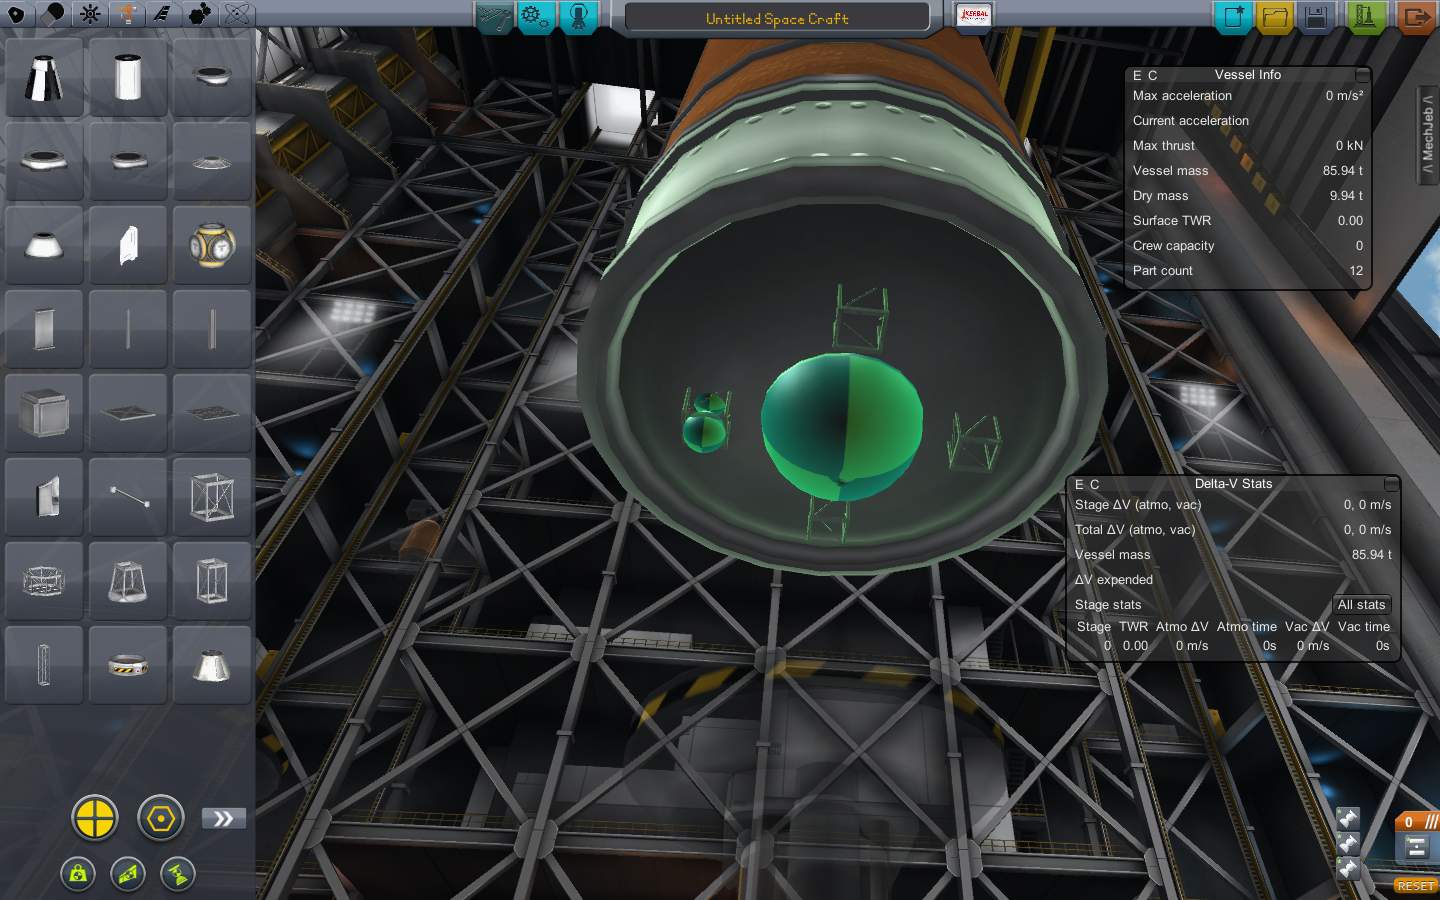 Untitled Space Craft
KERBAL
E C Vessel Info
Max acceleration 0 m/s²
Current acceleration
Max thrust 0 kN
Vessel mass 85.94 t
Dry mass 9.94 t
Surface TWR 0.00
Crew capacity 0
Part count 12
/\ MechJeb /\
E C Delta-V Stats
Stage ΔV (atmo, vac) 0, 0 m/s
Total ΔV (atmo, vac) 0, 0 m/s
Vessel mass 85.94 t
ΔV expended
Stage stats All stats
Stage TWR Atmo ΔV Atmo time Vac ΔV Vac time
0 0.00 0 m/s 0s 0 m/s 0s
0
RESET